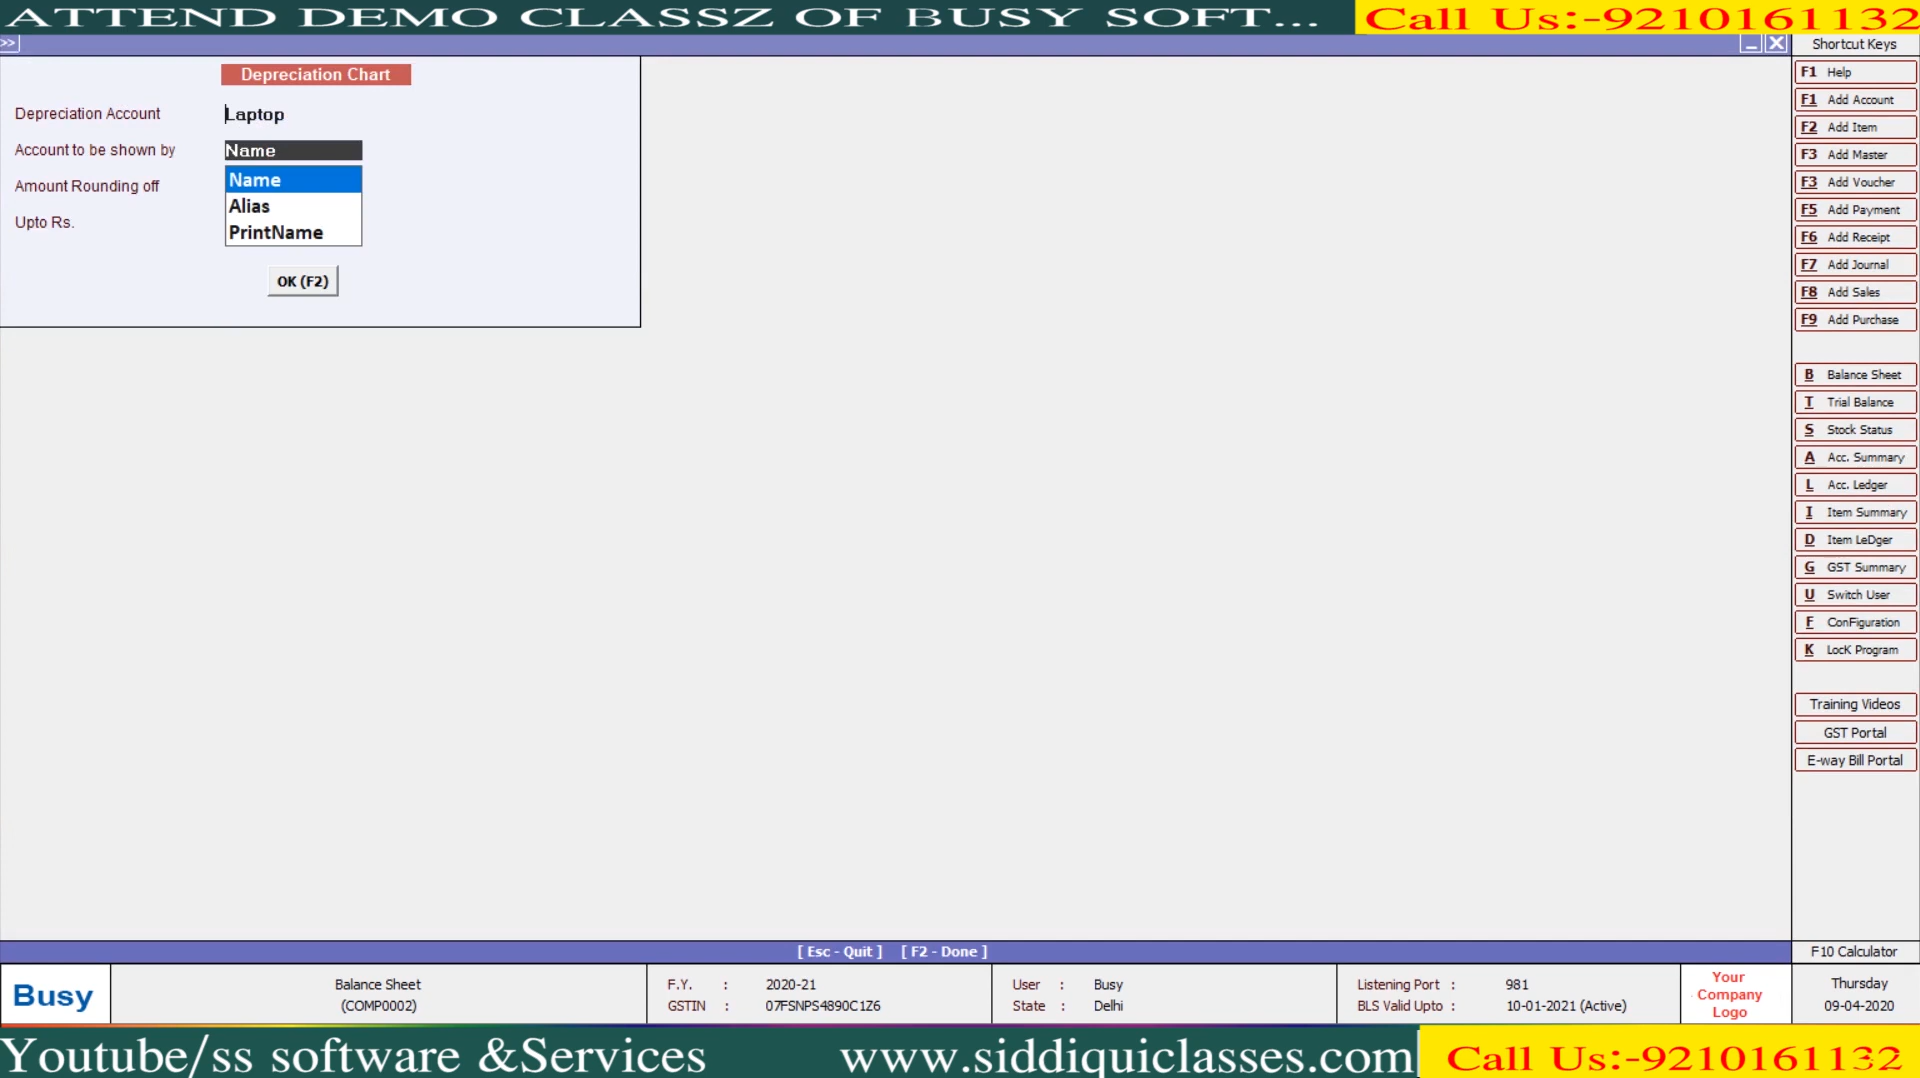 ATTEND DEMO CLASSZ OF BUSY SOFT...
Call Us:-9210161132
>>
Shortcut Keys
Depreciation Chart
Depreciation Account Laptop
Account to be shown by Name
Amount Rounding off
Upto Rs.
Name
Alias
PrintName
OK (F2)
F1 Help
F1 Add Account
F2 Add Item
F3 Add Master
F3 Add Voucher
F5 Add Payment
F6 Add Receipt
F7 Add Journal
F8 Add Sales
F9 Add Purchase
B Balance Sheet
T Trial Balance
S Stock Status
A Acc. Summary
L Acc. Ledger
I Item Summary
D Item LeDger
G GST Summary
U Switch User
F ConFiguration
K LocK Program
Training Videos
GST Portal
E-way Bill Portal
[ Esc - Quit ] [ F2 - Done ]
F10 Calculator
Busy
Balance Sheet
(COMP0002)
F.Y. : 2020-21
GSTIN : 07FSNPS4890C1Z6
User : Busy
State : Delhi
Listening Port : 981
BLS Valid Upto : 10-01-2021 (Active)
Your
Company
Logo
Thursday
09-04-2020
Youtube/ss software &Services
www.siddiquiclasses.com
Call Us:-9210161132